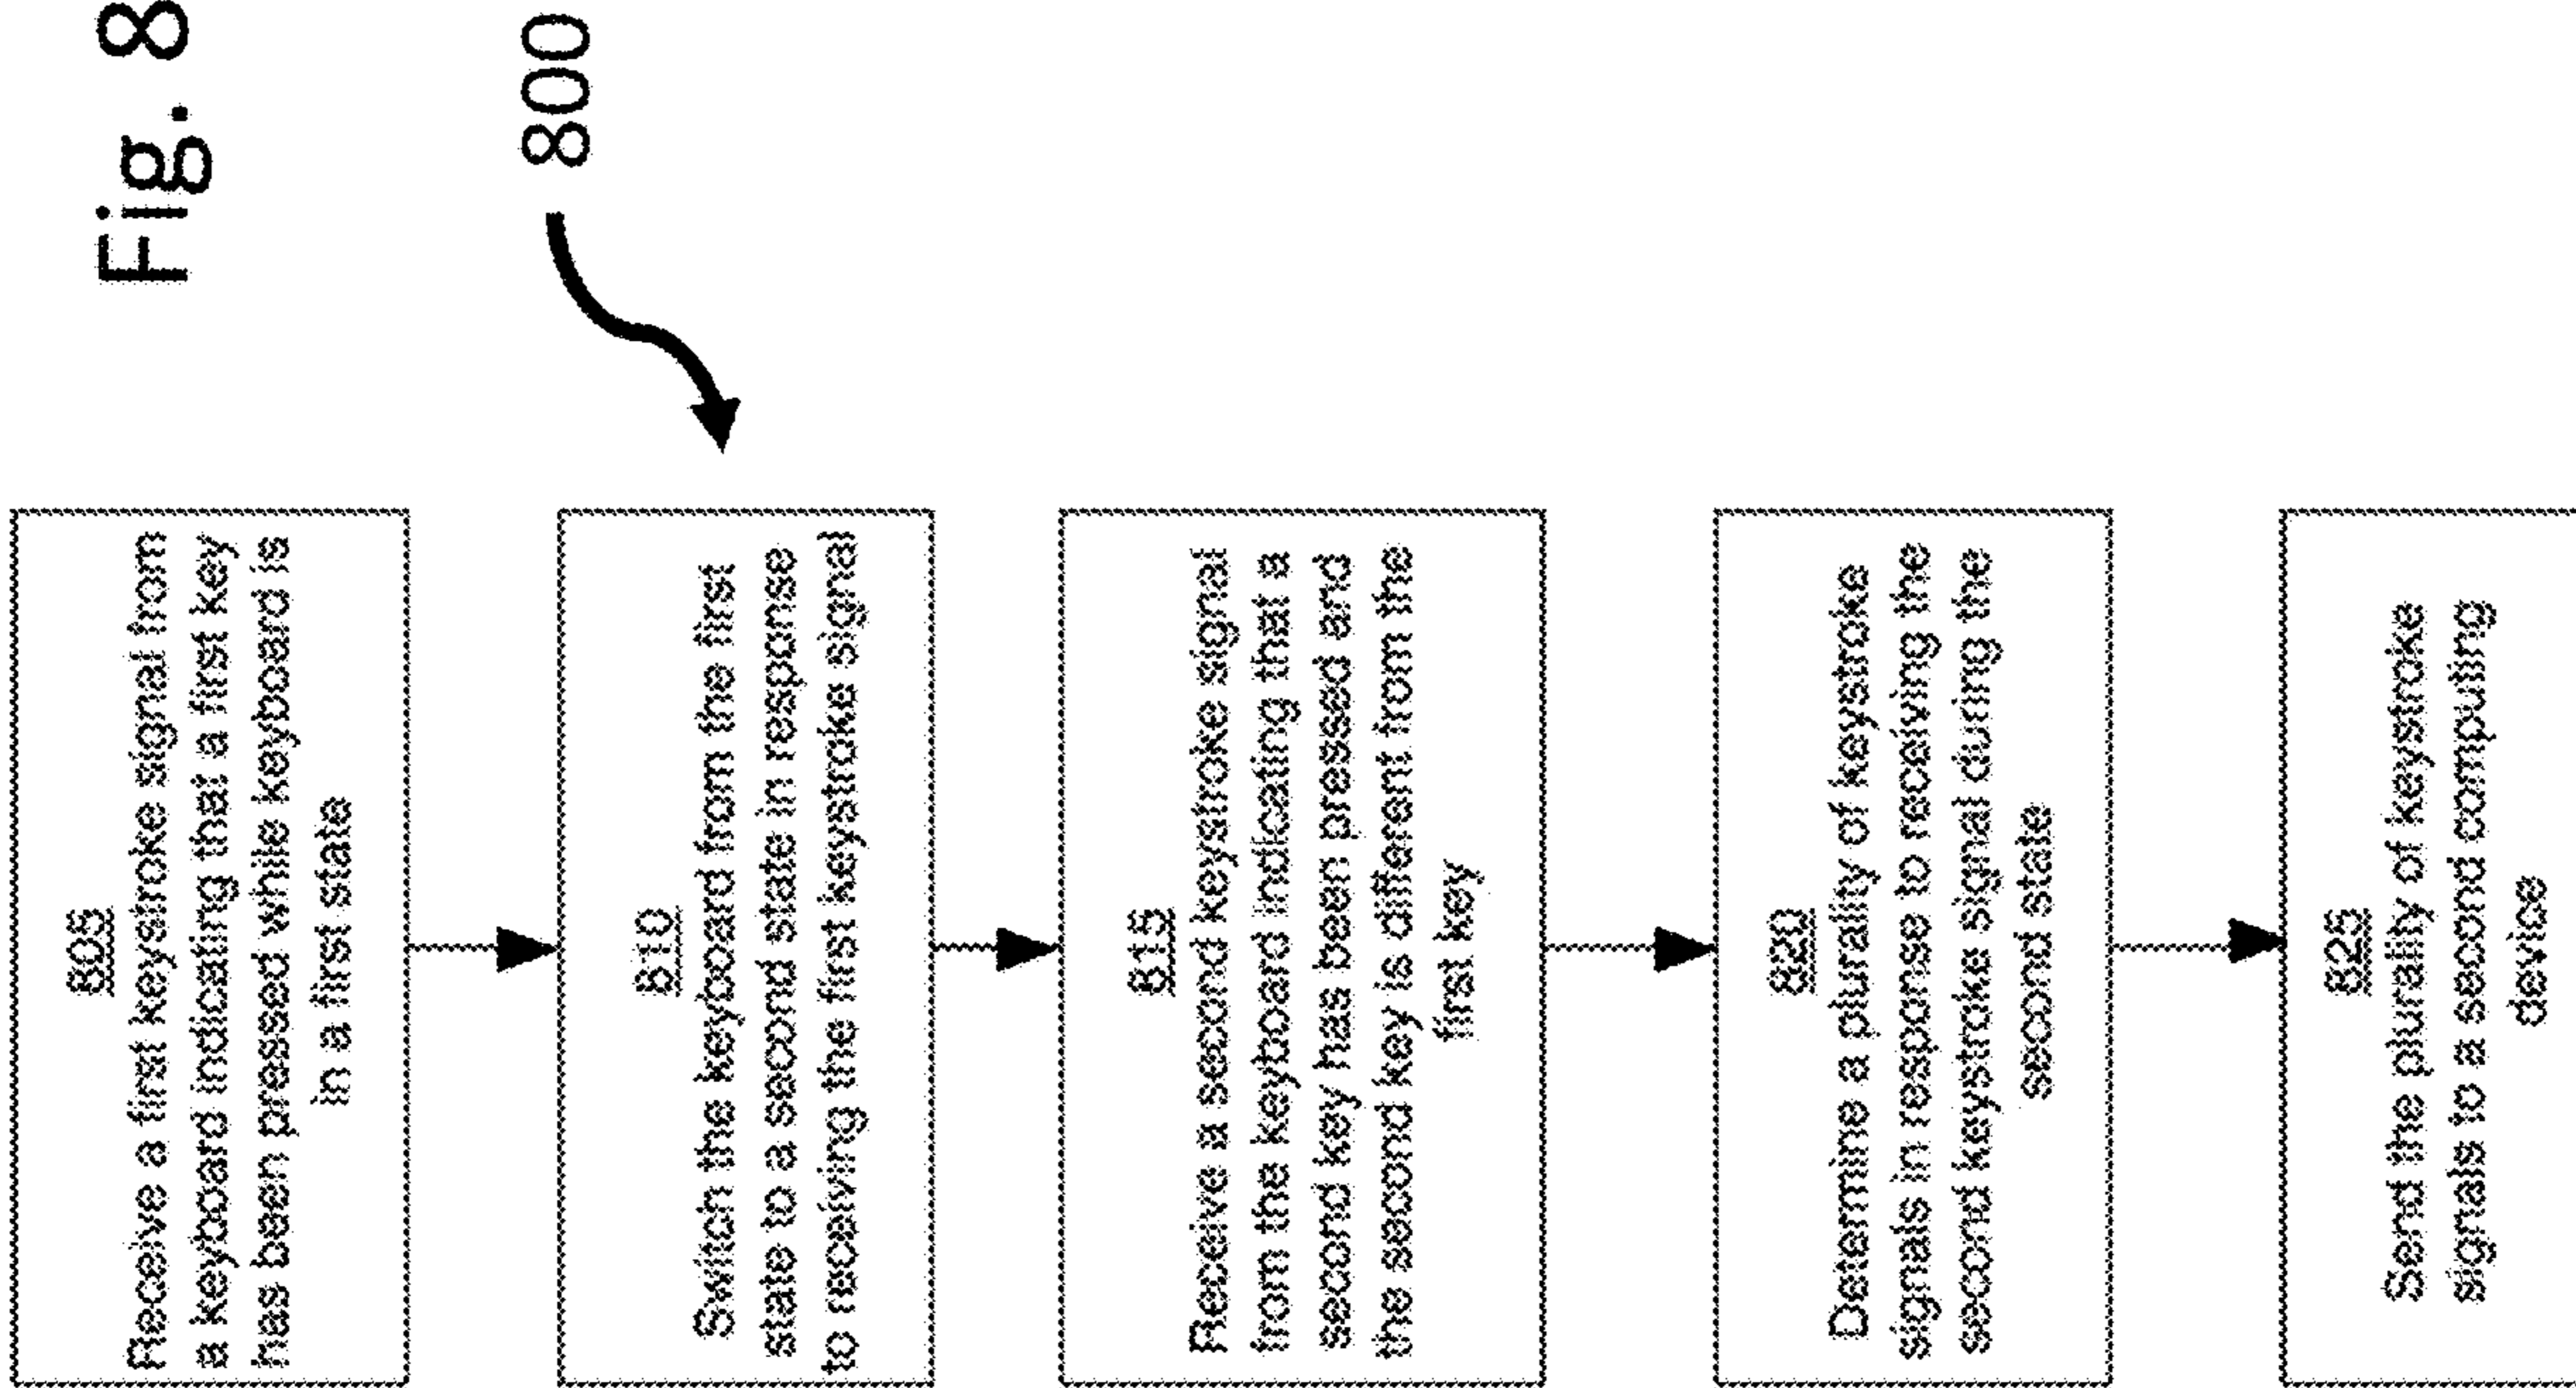 Fig. 8
800
805
Receive a first keystroke signal from
a keyboard indicating that a first key
has been pressed while keyboard is
in a first state
810
Switch the keyboard from the first
state to a second state in response
to receiving the first keystroke signal
815
Receive a second keystroke signal
from the keyboard indicating that a
second key has been pressed and
the second key is different from the
first key
820
Determine a plurality of keystroke
signals in response to receiving the
second keystroke signal during the
second state
825
Send the plurality of keystroke
signals to a second computing
device